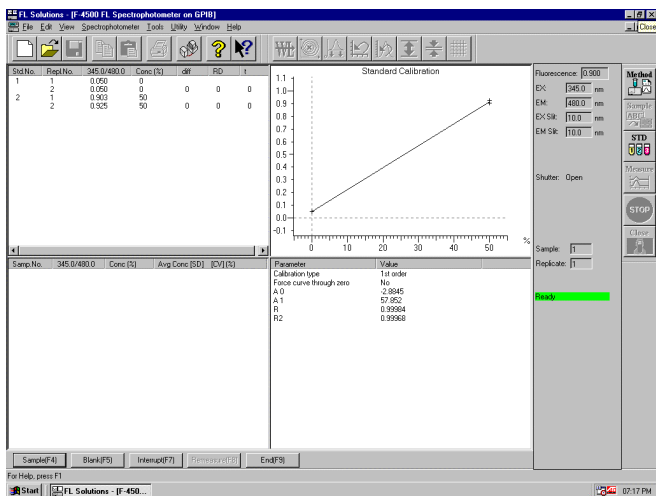 FL Solutions - [F-4500 FL Spectrophotometer on GPIB]
File Edit View Spectrophotometer Tools Utility Window Help
Close
Std.No. Repl.No. 345.0/480.0 Conc (%) diff RD t
1 1 0.050 0
2 0.050 0 0 0 0
2 1 0.903 50
2 0.925 50 0 0 0
Standard Calibration
1.1
1.0
0.9
0.8
0.7
0.6
0.5
0.4
0.3
0.2
0.1
0.0
-0.1
0 10 20 30 40 50 %
Fluorescence: 0.900
EX: 345.0 nm
EM: 480.0 nm
EX Slit: 10.0 nm
EM Slit: 10.0 nm
Shutter: Open
Sample: 1
Replicate: 1
Ready
Method
Sample
ABC
STD
Measure
STOP
Close
Samp.No. 345.0/480.0 Conc (%) Avg Conc [SD] [CV] (%)
Parameter Value
Calibration type 1st order
Force curve through zero No
A 0 -2.8845
A 1 57.852
R 0.99984
R2 0.99968
Sample(F4) Blank(F5) Interrupt(F7) Remeasure(F8) End(F9)
For Help, press F1
Start FL Solutions - [F-450... 07:17 PM